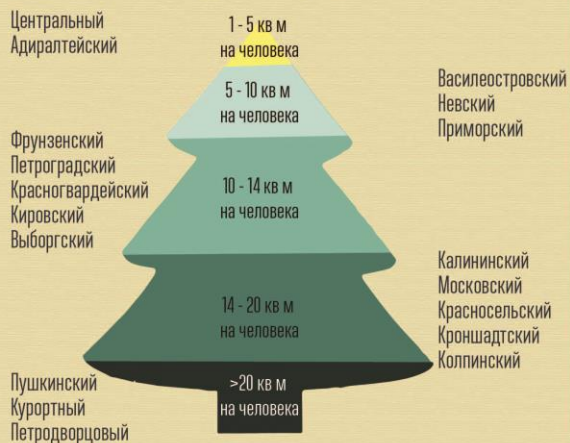 Центральный
Адиралтейский
1 - 5 кв м
на человека
5 - 10 кв м
на человека
Василеостровский
Невский
Приморский
Фрунзенский
Петроградский
Красногвардейский
Кировский
Выборгский
10 - 14 кв м
на человека
14 - 20 кв м
на человека
Калининский
Московский
Красносельский
Кроншадтский
Колпинский
Пушкинский
Курортный
Петродворцовый
>20 кв м
на человека